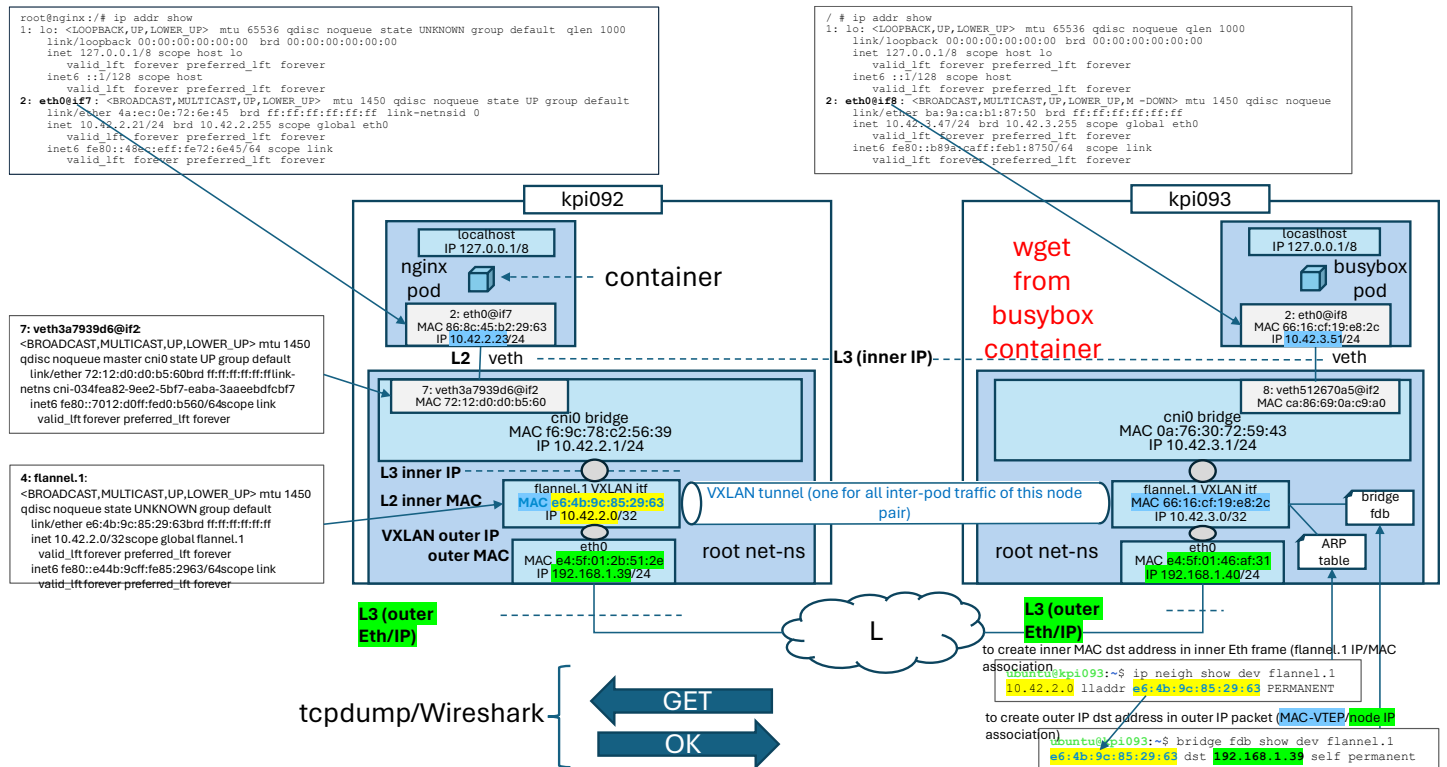 root@nginx:/# ip addr show
1: lo: <LOOPBACK,UP,LOWER_UP> mtu 65536 qdisc noqueue state UNKNOWN group default qlen 1000
link/loopback 00:00:00:00:00:00 brd 00:00:00:00:00:00
inet 127.0.0.1/8 scope host lo
valid_lft forever preferred_lft forever
inet6 ::1/128 scope host
valid_lft forever preferred_lft forever
2: eth0@if7: <BROADCAST,MULTICAST,UP,LOWER_UP> mtu 1450 qdisc noqueue state UP group default
link/ether 4a:ec:0e:72:6e:45 brd ff:ff:ff:ff:ff:ff link-netnsid 0
inet 10.42.2.21/24 brd 10.42.2.255 scope global eth0
valid_lft forever preferred_lft forever
inet6 fe80::48ec:eff:fe72:6e45/64 scope link
valid_lft forever preferred_lft forever
/ # ip addr show
1: lo: <LOOPBACK,UP,LOWER_UP> mtu 65536 qdisc noqueue qlen 1000
link/loopback 00:00:00:00:00:00 brd 00:00:00:00:00:00
inet 127.0.0.1/8 scope host lo
valid_lft forever preferred_lft forever
inet6 ::1/128 scope host
valid_lft forever preferred_lft forever
2: eth0@if8: <BROADCAST,MULTICAST,UP,LOWER_UP,M -DOWN> mtu 1450 qdisc noqueue
link/ether ba:9a:ca:b1:87:50 brd ff:ff:ff:ff:ff:ff
inet 10.42.3.47/24 brd 10.42.3.255 scope global eth0
valid_lft forever preferred_lft forever
inet6 fe80::b89a:caff:feb1:8750/64 scope link
valid_lft forever preferred_lft forever
kpi092
localhost
IP 127.0.0.1/8
nginx
pod
container
2: eth0@if7
MAC 86:8c:45:b2:29:63
IP 10.42.2.23/24
L2
veth
L3 (inner IP)
kpi093
locaslhost
IP 127.0.0.1/8
wget
from
busybox
container
busybox
pod
2: eth0@if8
MAC 66:16:cf:19:e8:2c
IP 10.42.3.51/24
veth
7: veth3a7939d6@if2:
<BROADCAST,MULTICAST,UP,LOWER_UP> mtu 1450
qdisc noqueue master cni0 state UP group default
link/ether 72:12:d0:d0:b5:60brd ff:ff:ff:ff:ff:fflink-
netns cni-034fea82-9ee2-5bf7-eaba-3aaeebdfcbf7
inet6 fe80::7012:d0ff:fed0:b560/64scope link
valid_lft forever preferred_lft forever
7: veth3a7939d6@if2
MAC 72:12:d0:d0:b5:60
cni0 bridge
MAC f6:9c:78:c2:56:39
IP 10.42.2.1/24
8: veth512670a5@if2
MAC ca:86:69:0a:c9:a0
cni0 bridge
MAC 0a:76:30:72:59:43
IP 10.42.3.1/24
4: flannel.1:
<BROADCAST,MULTICAST,UP,LOWER_UP> mtu 1450
qdisc noqueue state UNKNOWN group default
link/ether e6:4b:9c:85:29:63brd ff:ff:ff:ff:ff:ff
inet 10.42.2.0/32scope global flannel.1
valid_lft forever preferred_lft forever
inet6 fe80::e44b:9cff:fe85:2963/64scope link
valid_lft forever preferred_lft forever
L3 inner IP
L2 inner MAC
flannel.1 VXLAN itf
MAC e6:4b:9c:85:29:63
IP 10.42.2.0/32
VXLAN tunnel (one for all inter-pod traffic of this node
pair)
flannel.1 VXLAN itf
MAC 66:16:cf:19:e8:2c
IP 10.42.3.0/32
bridge
fdb
VXLAN outer IP
outer MAC
eth0
MAC e4:5f:01:2b:51:2e
IP 192.168.1.39/24
root net-ns
root net-ns
eth0
MAC e4:5f:01:46:af:31
IP 192.168.1.40/24
ARP
table
L3 (outer
Eth/IP)
L
L3 (outer
Eth/IP)
to create inner MAC dst address in inner Eth frame (flannel.1 IP/MAC
association
ubuntu@kpi093:~$ ip neigh show dev flannel.1
10.42.2.0 lladdr e6:4b:9c:85:29:63 PERMANENT
tcpdump/Wireshark
GET
OK
to create outer IP dst address in outer IP packet (MAC-VTEP/node IP
association)
ubuntu@kpi093:~$ bridge fdb show dev flannel.1
e6:4b:9c:85:29:63 dst 192.168.1.39 self permanent